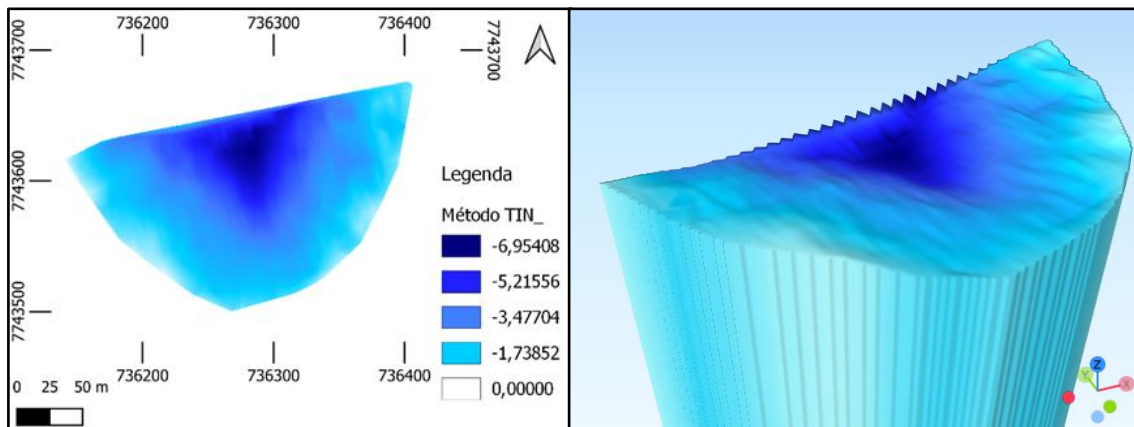 736200 736300 736400
7743700
7743700
7743600
7743500
Legenda
Método TIN_
-6,95408
-5,21556
-3,47704
-1,73852
0,00000
736200 736300 736400
0 25 50 m
Z
Y
X